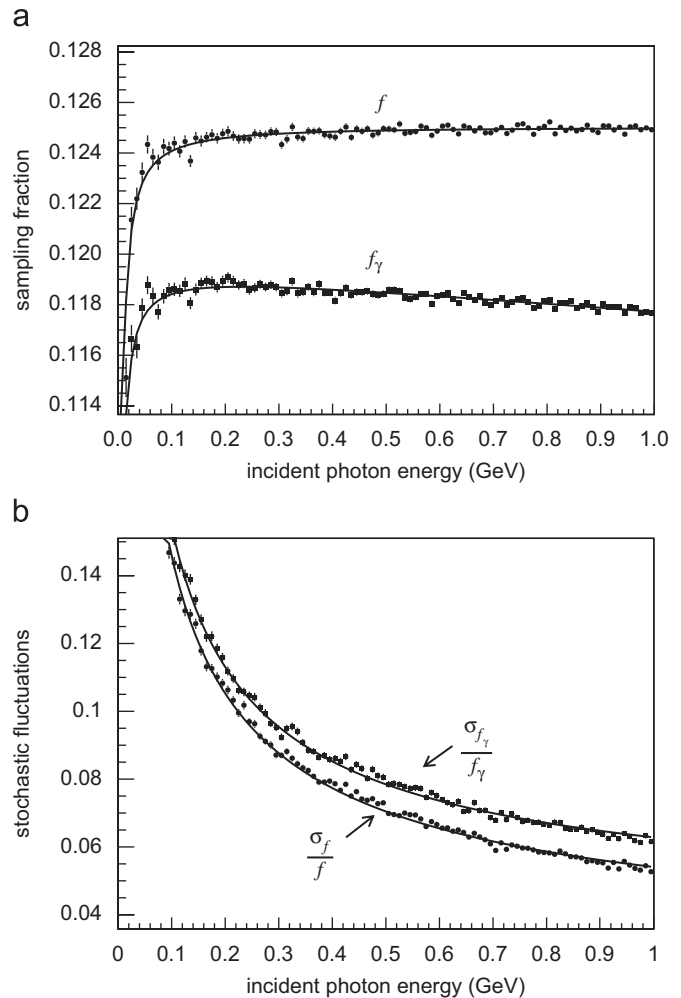 a
0.128
0.126
0.124
0.122
0.120
0.118
0.116
0.114
sampling fraction
f
fγ
0.0 0.1 0.2 0.3 0.4 0.5 0.6 0.7 0.8 0.9 1.0
incident photon energy (GeV)
b
0.14
0.12
0.1
0.08
0.06
0.04
stochastic fluctuations
σfγ
fγ
σf
f
0 0.1 0.2 0.3 0.4 0.5 0.6 0.7 0.8 0.9 1
incident photon energy (GeV)